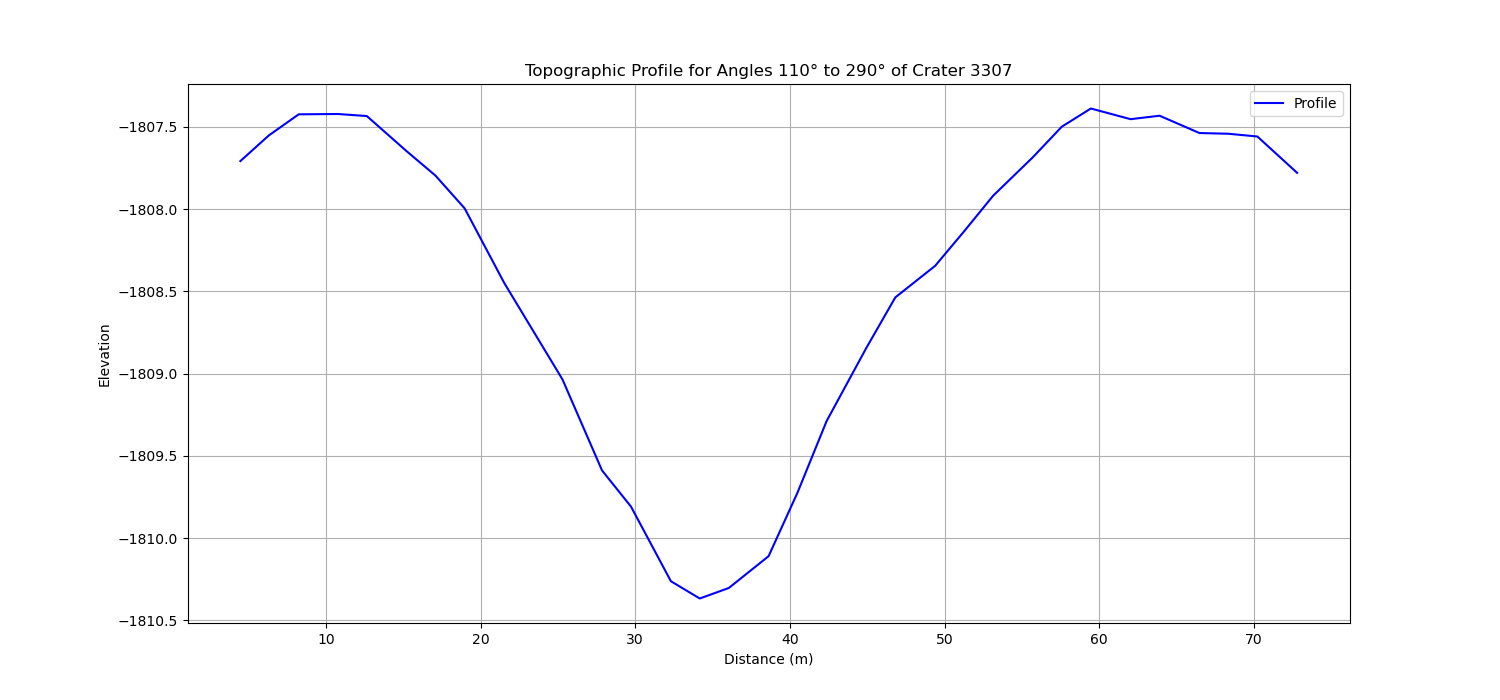 Topographic Profile for Angles 110° to 290° of Crater 3307
Profile
−1807.5
−1808.0
−1808.5
−1809.0
−1809.5
−1810.0
−1810.5
Elevation
10 20 30 40 50 60 70
Distance (m)